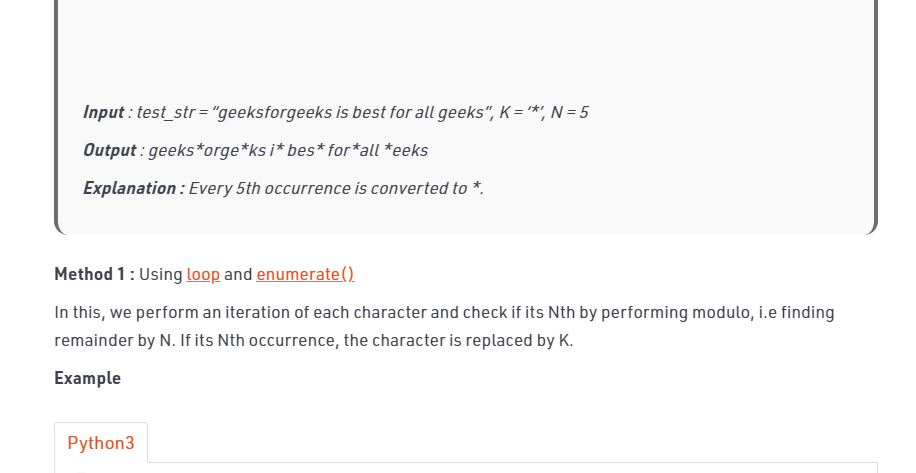 Input : test_str = “geeksforgeeks is best for all geeks”, K = ‘*’, N = 5
Output : geeks*orge*ks i* bes* for*all *eeks
Explanation : Every 5th occurrence is converted to *.
Method 1 : Using loop and enumerate()
In this, we perform an iteration of each character and check if its Nth by performing modulo, i.e finding
remainder by N. If its Nth occurrence, the character is replaced by K.
Example
Python3